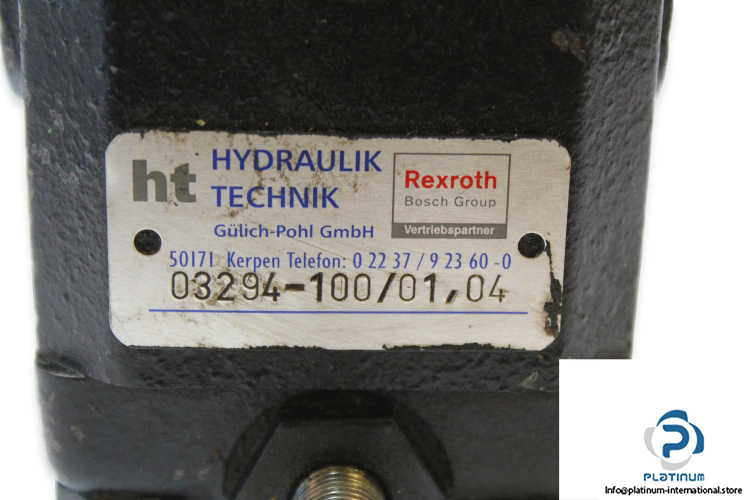 ht
HYDRAULIK
TECHNIK
Gülich-Pohl GmbH
Rexroth
Bosch Group
Vertriebspartner
50171 Kerpen Telefon: 0 22 37 / 9 23 60 -0
03294-100/01,04
PLATINUM
Info@platinum-international.store